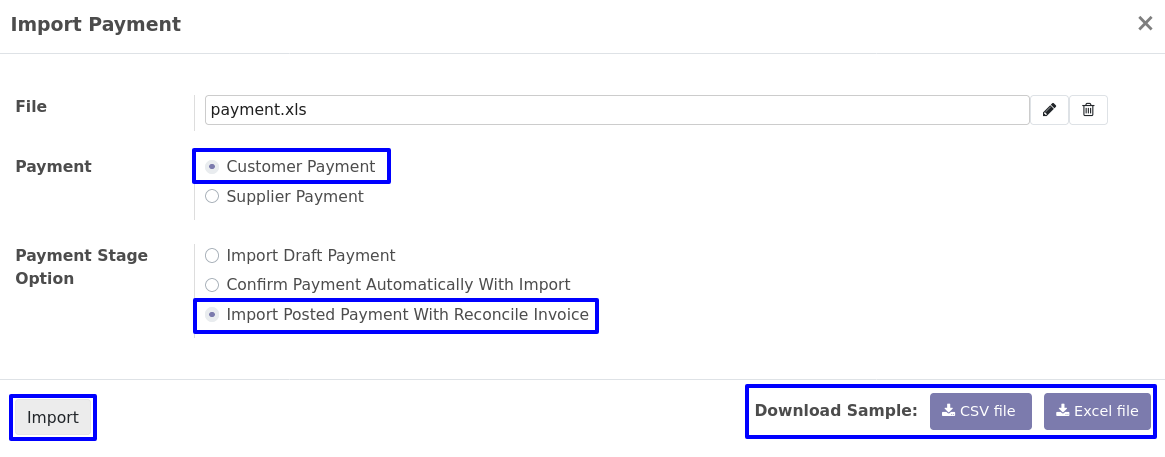 Import Payment
File
payment.xls
Payment
Customer Payment
Supplier Payment
Payment Stage
Option
Import Draft Payment
Confirm Payment Automatically With Import
Import Posted Payment With Reconcile Invoice
Import
Download Sample:
CSV file
Excel file